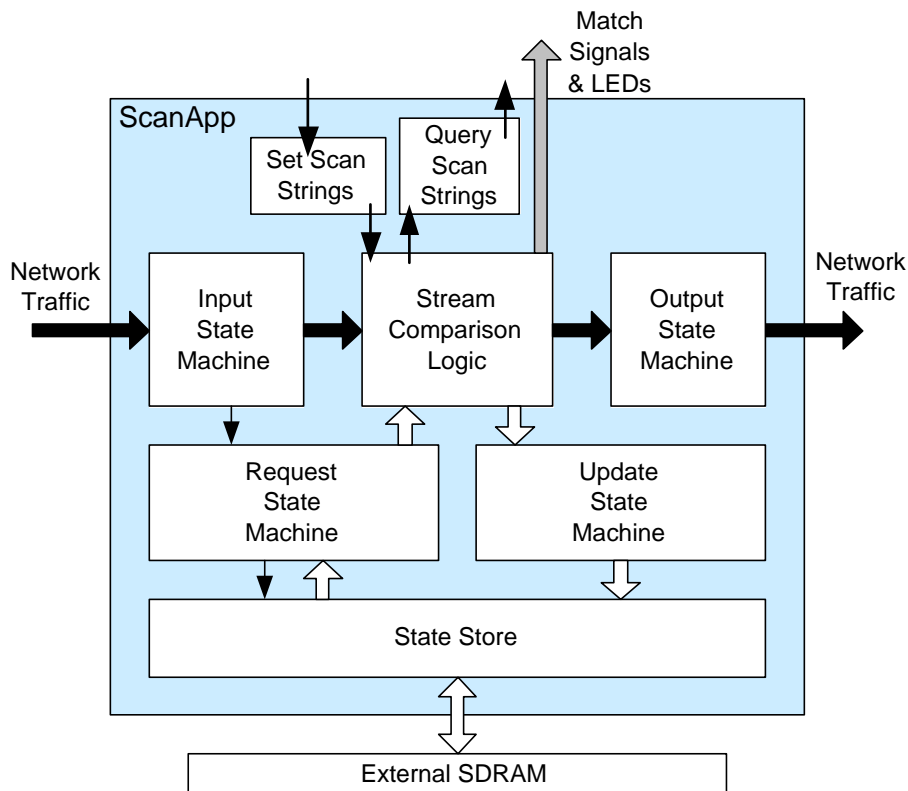 Match
Signals
& LEDs
ScanApp
Set Scan
Strings
Query
Scan
Strings
Network
Traffic
Input
State
Machine
Stream
Comparison
Logic
Output
State
Machine
Network
Traffic
Request
State
Machine
Update
State
Machine
State Store
External SDRAM